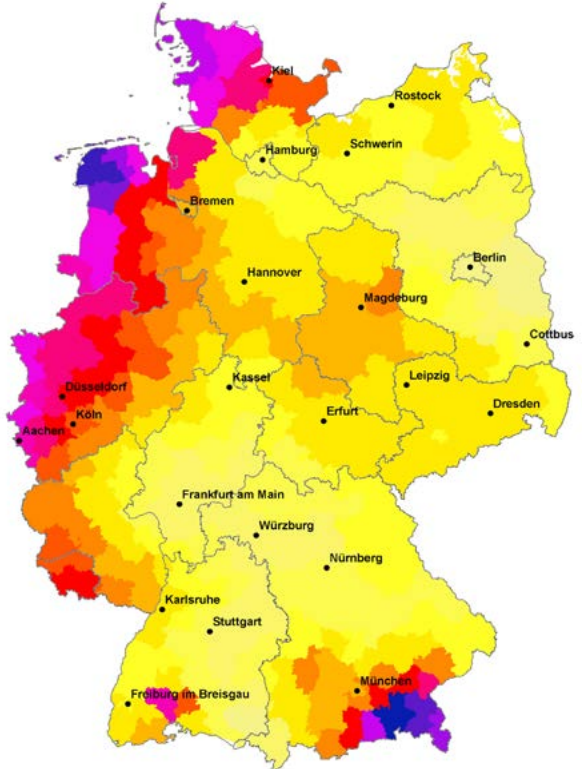 Kiel
Rostock
Hamburg
Schwerin
Bremen
Berlin
Hannover
Magdeburg
Cottbus
Kassel
Leipzig
Düsseldorf
Dresden
Köln
Erfurt
Aachen
Frankfurt am Main
Würzburg
Nürnberg
Karlsruhe
Stuttgart
München
Freiburg im Breisgau